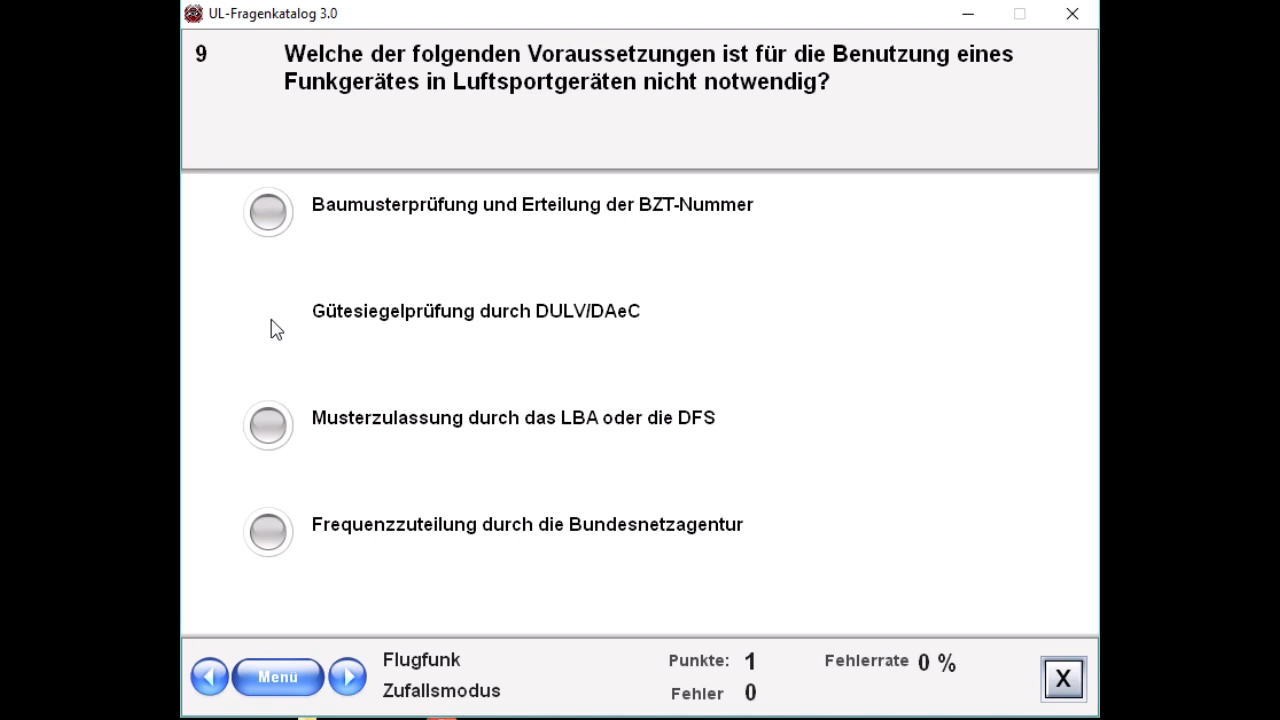 UL-Fragenkatalog 3.0
9
Welche der folgenden Voraussetzungen ist für die Benutzung eines
Funkgerätes in Luftsportgeräten nicht notwendig?
Baumusterprüfung und Erteilung der BZT-Nummer
Gütesiegelprüfung durch DULV/DAeC
Musterzulassung durch das LBA oder die DFS
Frequenzzuteilung durch die Bundesnetzagentur
Menü
Flugfunk
Zufallsmodus
Punkte: 1
Fehler 0
Fehlerrate 0 %
X